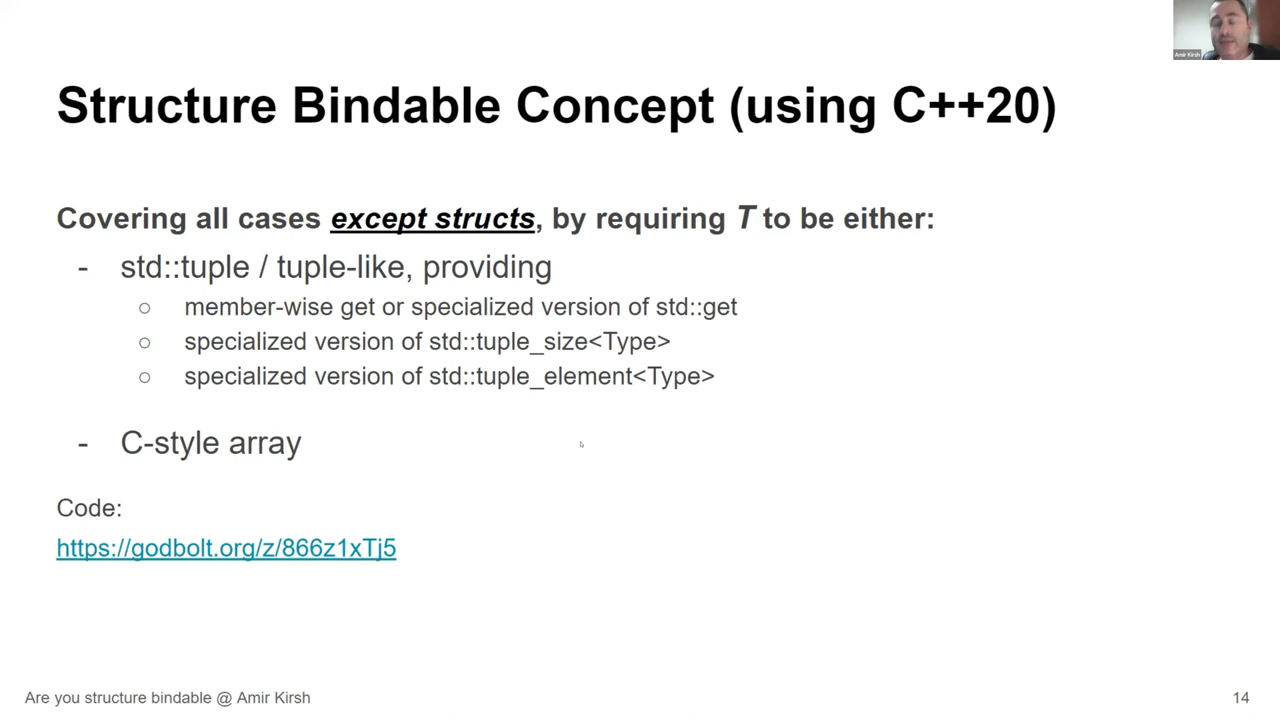 Amir Kirsh
Structure Bindable Concept (using C++20)
Covering all cases except structs, by requiring T to be either:
- std::tuple / tuple-like, providing
○ member-wise get or specialized version of std::get
○ specialized version of std::tuple_size<Type>
○ specialized version of std::tuple_element<Type>
- C-style array
Code:
https://godbolt.org/z/866z1xTj5
Are you structure bindable @ Amir Kirsh
14